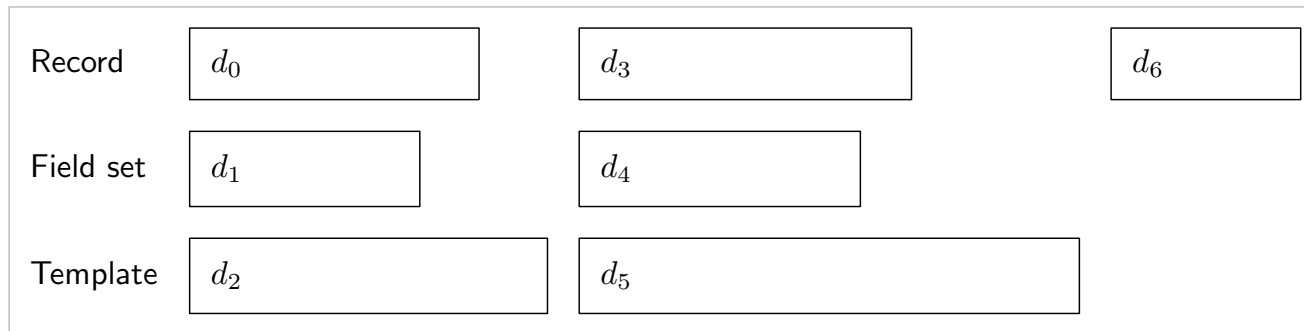 Record d₀ d₃ d₆
Field set d₁ d₄
Template d₂ d₅